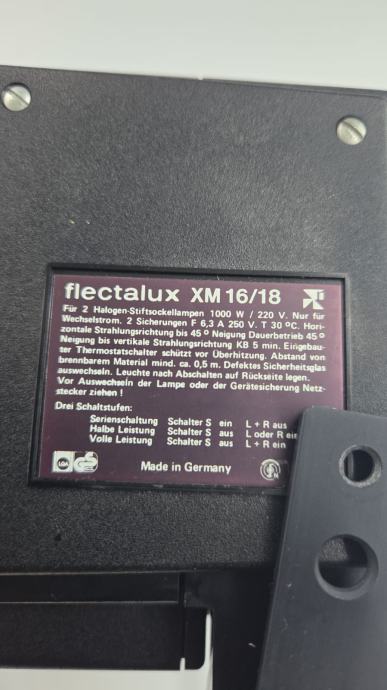 flectalux XM 16/18
Für 2 Halogen-Stiftsockellampen 1000 W / 220 V. Nur für
Wechselstrom. 2 Sicherungen F 6,3 A 250 V. T 30 ºC. Hori-
zontale Strahlungsrichtung bis 45 º Neigung Dauerbetrieb 45 º
Neigung bis vertikale Strahlungsrichtung KB 5 min. Eingebau-
ter Thermostatschalter schützt vor Überhitzung. Abstand von
brennbarem Material mind. ca. 0,5 m. Defektes Sicherheitsglas
auswechseln. Leuchte nach Abschalten auf Rückseite legen.
Vor Auswechseln der Lampe oder der Gerätesicherung Netz-
stecker ziehen !
Drei Schaltstufen:
Serienschaltung Schalter S ein L + R aus
Halbe Leistung Schalter S aus L oder R ein
Volle Leistung Schalter S aus L + R ein
LGA GS Made in Germany